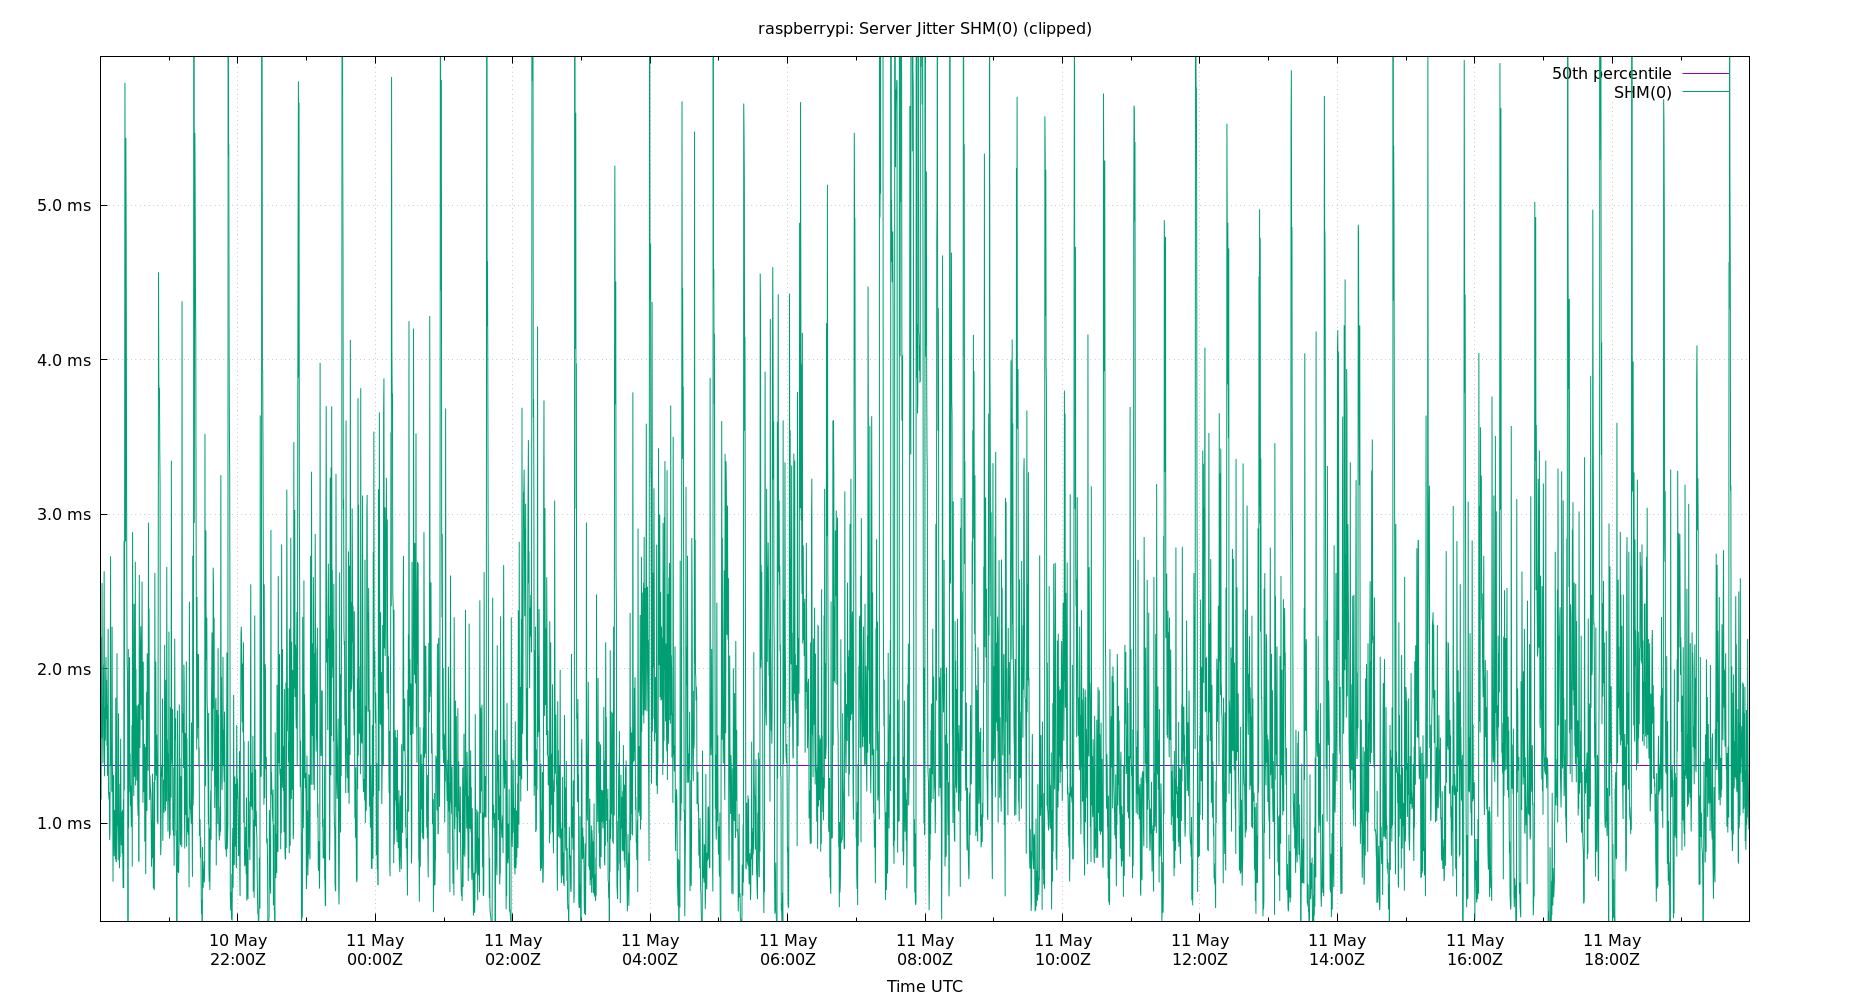 raspberrypi: Server Jitter SHM(0) (clipped)
50th percentile
SHM(0)
5.0 ms
4.0 ms
3.0 ms
2.0 ms
1.0 ms
10 May 11 May 11 May 11 May 11 May 11 May 11 May 11 May 11 May 11 May 11 May
22:00Z 00:00Z 02:00Z 04:00Z 06:00Z 08:00Z 10:00Z 12:00Z 14:00Z 16:00Z 18:00Z
Time UTC